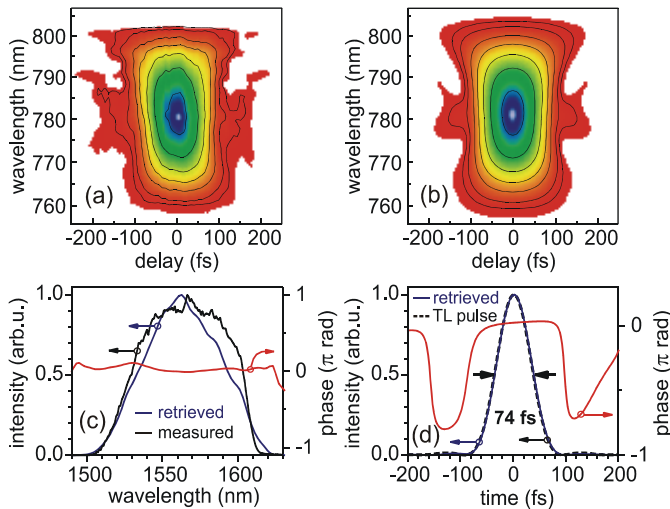 wavelength (nm)
800
790
780
770
760
(a)
-200 -100 0 100 200
delay (fs)
wavelength (nm)
800
790
780
770
760
(b)
-200 -100 0 100 200
delay (fs)
intensity (arb.u.)
1.0
0.5
0.0
(c)
retrieved
measured
1500 1550 1600
wavelength (nm)
1
0
-1
phase (π rad)
intensity (arb.u.)
1.0
0.5
0.0
(d)
retrieved
TL pulse
74 fs
-200 -100 0 100 200
time (fs)
0
-1
phase (π rad)